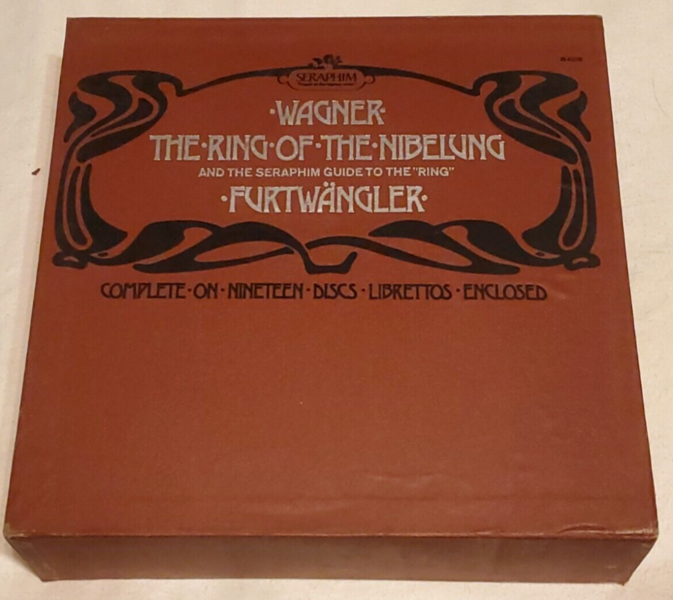 SERAPHIM
·WAGNER·
THE·RING·OF·THE·NIBELUNG
AND THE SERAPHIM GUIDE TO THE "RING"
·FURTWÄNGLER·
COMPLETE·ON·NINETEEN·DISCS·LIBRETTOS·ENCLOSED